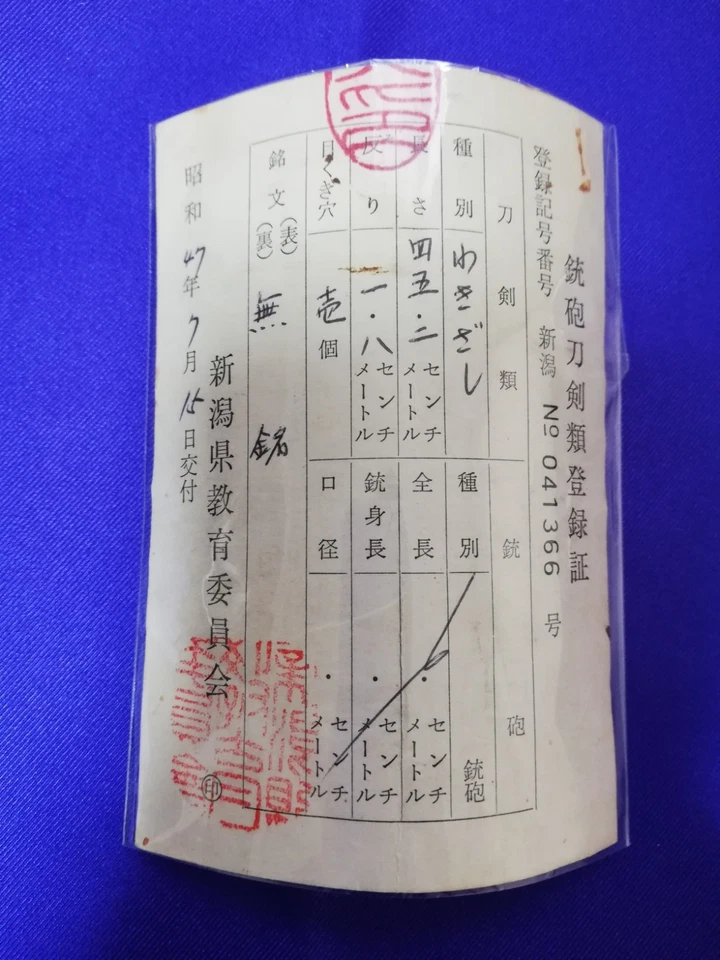 銃砲刀剣類登録証
登録記号番号 新潟 № 041366 号
刀剣類
種別 わきざし
長さ 四五・二 センチメートル
反り 一・八 センチメートル
目くぎ穴 壱個
銃砲
種別 銃砲
全長 ・ センチメートル
銃身長 ・ センチメートル
口径 ・ センチメートル
銘文 (表) (裏) 無銘
昭和47年7月15日交付
新潟県教育委員会 印